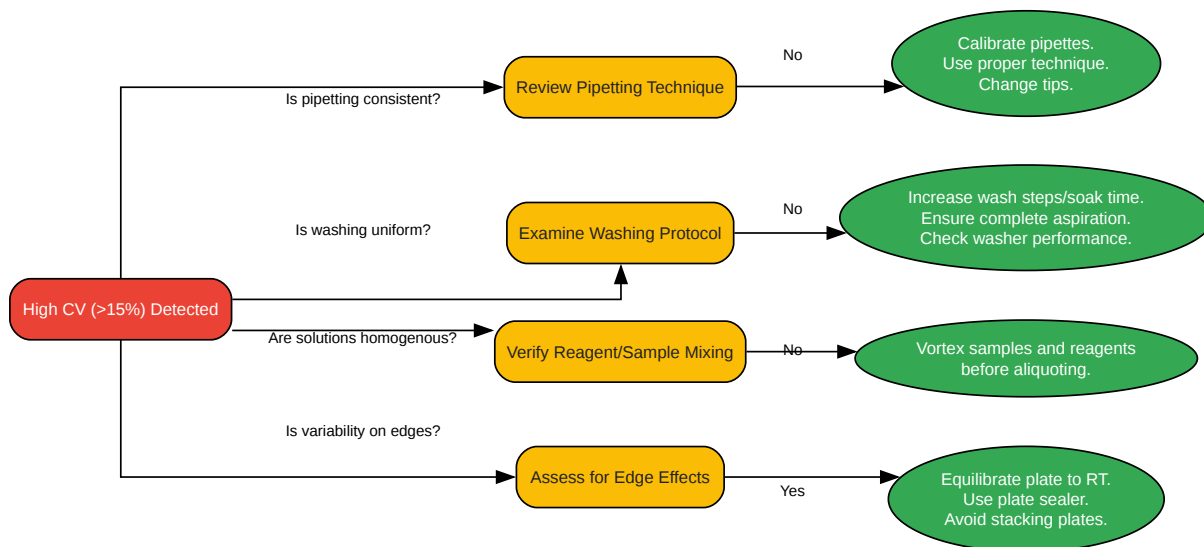 No
Calibrate pipettes.
Use proper technique.
Change tips.
Is pipetting consistent?
Review Pipetting Technique
Is washing uniform?
Examine Washing Protocol
No
Increase wash steps/soak time.
Ensure complete aspiration.
Check washer performance.
High CV (>15%) Detected
Are solutions homogenous?
Verify Reagent/Sample Mixing
No
Vortex samples and reagents
before aliquoting.
Is variability on edges?
Assess for Edge Effects
Yes
Equilibrate plate to RT.
Use plate sealer.
Avoid stacking plates.